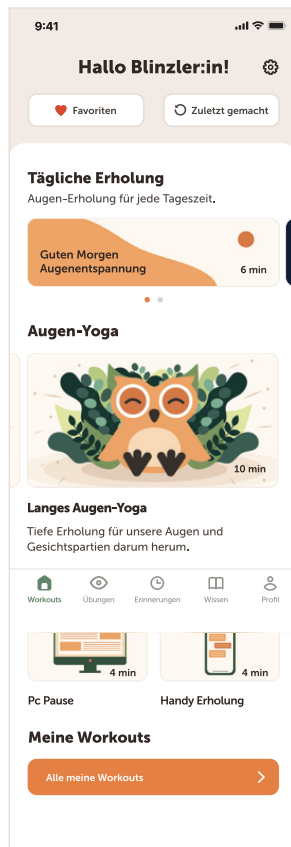 9:41
Hallo Blinzler:in!
Favoriten
Zuletzt gemacht
Tägliche Erholung
Augen-Erholung für jede Tageszeit.
Guten Morgen
Augenentspannung
6 min
Augen-Yoga
10 min
Langes Augen-Yoga
Tiefe Erholung für unsere Augen und
Gesichtspartien darum herum.
Workouts
Übungen
Erinnerungen
Wissen
Profil
4 min
4 min
Pc Pause
Handy Erholung
Meine Workouts
Alle meine Workouts